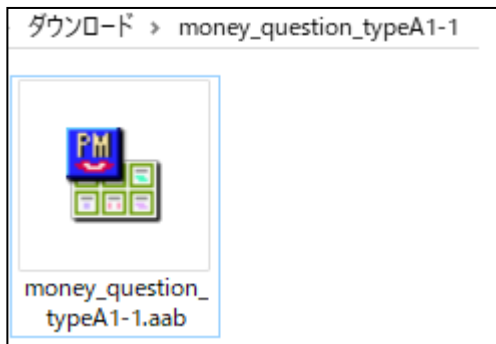 ダウンロード > money_question_typeA1-1
PM
money_question_
typeA1-1.aab